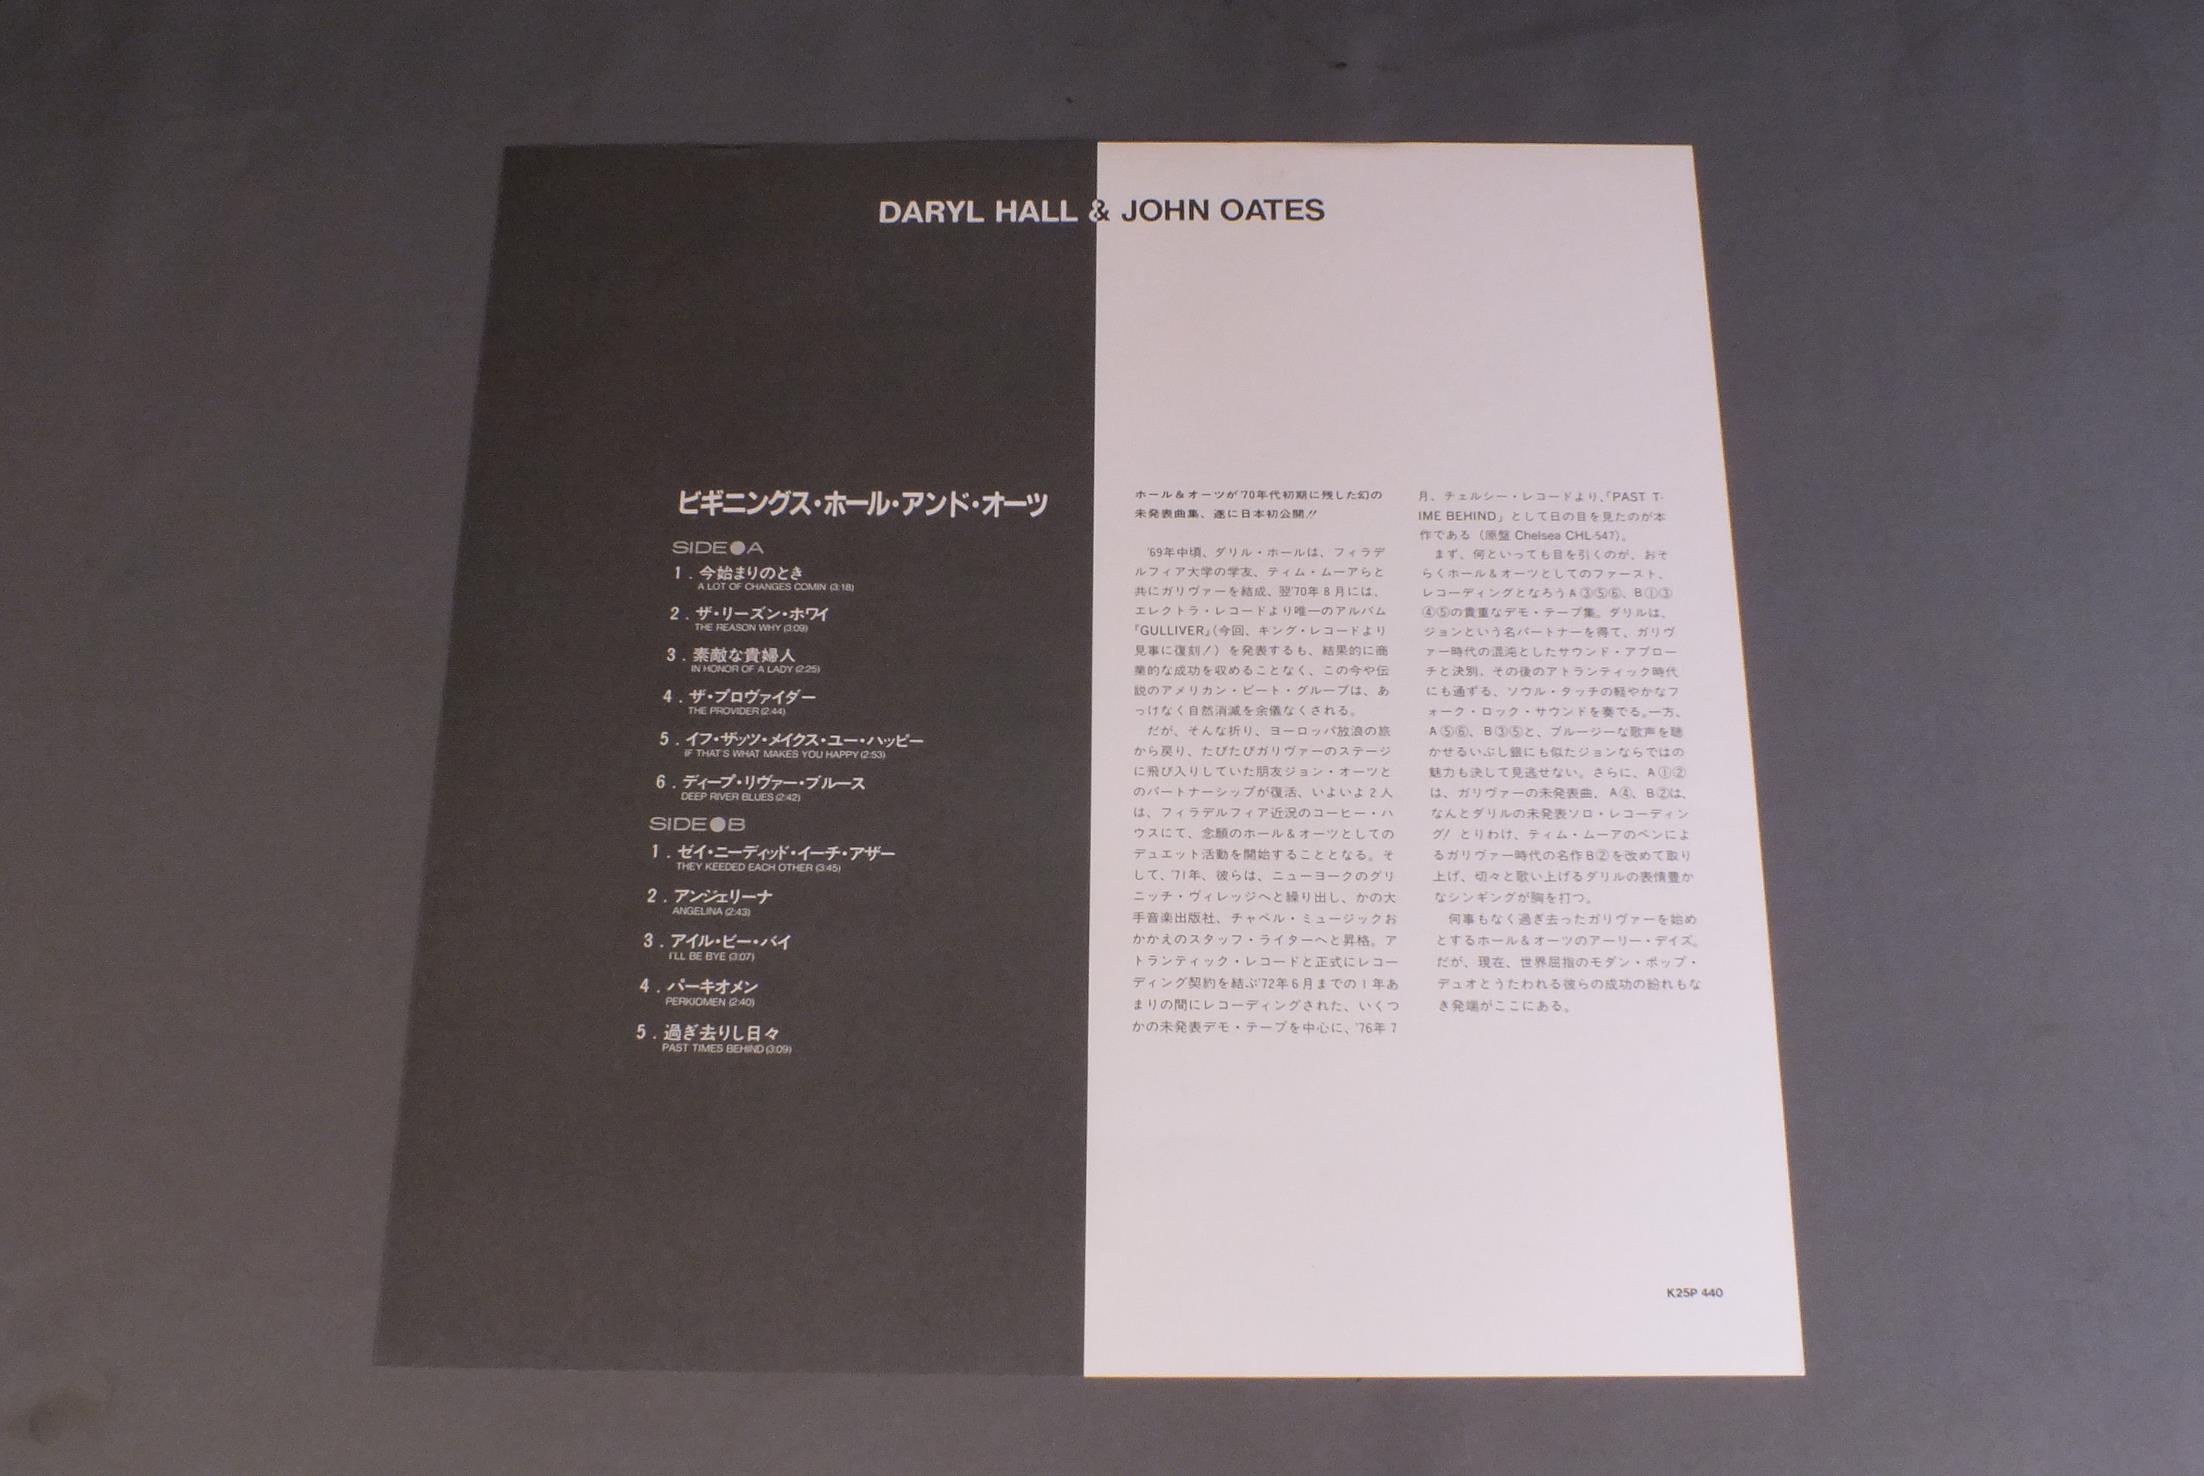 DARYL HALL & JOHN OATES
ビギニングス・ホール・アンド・オーツ
SIDE●A
1．今始まりのとき
A LOT OF CHANGES COMIN' (3:18)
2．ザ・リーズン・ホワイ
THE REASON WHY (3:09)
3．素敵な貴婦人
IN HONOR OF A LADY (2:25)
4．ザ・プロヴァイダー
THE PROVIDER (2:44)
5．イフ・ザッツ・メイクス・ユー・ハッピー
IF THAT'S WHAT MAKES YOU HAPPY (2:53)
6．ディープ・リヴァー・ブルース
DEEP RIVER BLUES (2:42)
SIDE●B
1．ゼイ・ニーディッド・イーチ・アザー
THEY KEEDED EACH OTHER (3:45)
2．アンジェリーナ
ANGELINA (2:43)
3．アイル・ビー・バイ
I'LL BE BYE (3:07)
4．パーキオメン
PERKIOMEN (2:40)
5．過ぎ去りし日々
PAST TIMES BEHIND (3:09)
ホール＆オーツが'70年代初期に残した幻の
未発表曲集、遂に日本初公開!!
'69年中頃、ダリル・ホールは、フィラデ
ルフィア大学の学友、ティム・ムーアらと
共にガリヴァーを結成、翌'70年8月には、
エレクトラ・レコードより唯一のアルバム
『GULLIVER』(今回、キング・レコードより
見事に復刻！）を発表するも、結果的に商
業的な成功を収めることなく、この今や伝
説のアメリカン・ビート・グループは、あ
っけなく自然消滅を余儀なくされる。
だが、そんな折り、ヨーロッパ放浪の旅
から戻り、たびたびガリヴァーのステージ
に飛び入りしていた朋友ジョン・オーツと
のパートナーシップが復活、いよいよ2人
は、フィラデルフィア近況のコーヒー・ハ
ウスにて、念願のホール＆オーツとしての
デュエット活動を開始することとなる。そ
して、'71年、彼らは、ニューヨークのグリ
ニッチ・ヴィレッジへと繰り出し、かの大
手音楽出版社、チャペル・ミュージックお
かかえのスタッフ・ライターへと昇格。ア
トランティック・レコードと正式にレコー
ディング契約を結ぶ'72年6月までの1年あ
まりの間にレコーディングされた、いくつ
かの未発表デモ・テープを中心に、'76年7
月、チェルシー・レコードより、「PAST T-
IME BEHIND」として日の目を見たのが本
作である（原盤 Chelsea CHL-547)。
まず、何といっても目を引くのが、おそ
らくホール＆オーツとしてのファースト、
レコーディングとなろうA③⑤⑥、B①③
④⑤の貴重なデモ・テープ集。ダリルは、
ジョンという名パートナーを得て、ガリヴ
ァー時代の混沌としたサウンド・アプロー
チと決別、その後のアトランティック時代
にも通ずる、ソウル・タッチの軽やかなフ
ォーク・ロック・サウンドを奏でる。一方、
A⑤⑥、B③⑤と、ブルージーな歌声を聴
かせるいぶし銀にも似たジョンならではの
魅力も決して見逃せない。さらに、A①②
は、ガリヴァーの未発表曲、A④、B②は、
なんとダリルの未発表ソロ・レコーディン
グ！とりわけ、ティム・ムーアのペンによ
るガリヴァー時代の名作B②を改めて取り
上げ、切々と歌い上げるダリルの表情豊か
なシンギングが胸を打つ。
何事もなく過ぎ去ったガリヴァーを始め
とするホール＆オーツのアーリー・デイズ。
だが、現在、世界屈指のモダン・ポップ・
デュオとうたわれる彼らの成功の紛れもな
き発端がここにある。
K25P 440